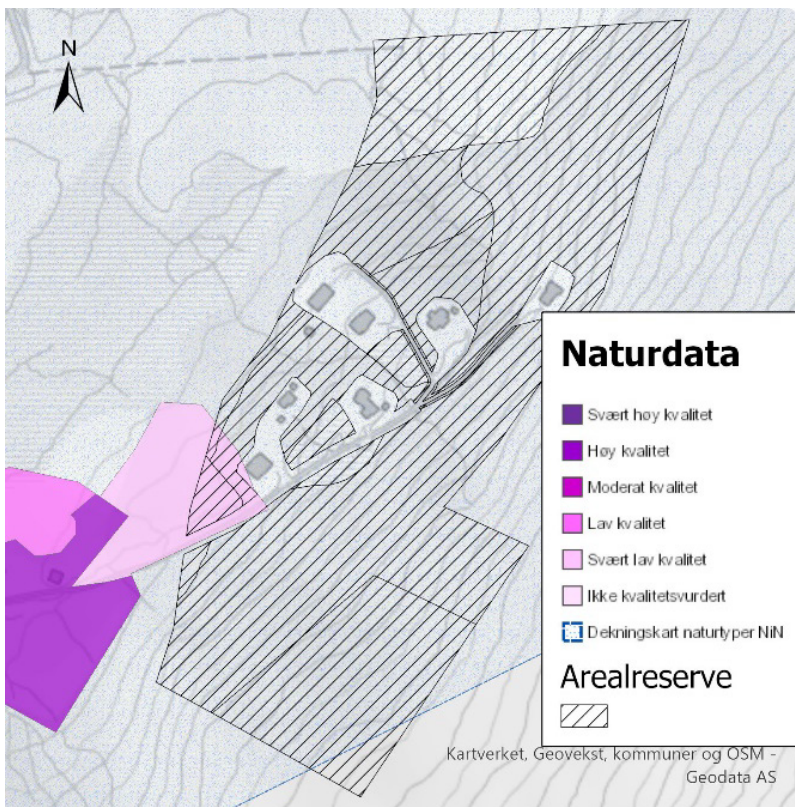 N
Naturdata
Svært høy kvalitet
Høy kvalitet
Moderat kvalitet
Lav kvalitet
Svært lav kvalitet
Ikke kvalitetsvurdert
Dekningskart naturtyper NiN
Arealreserve
Kartverket, Geovekst, kommuner og OSM -
Geodata AS